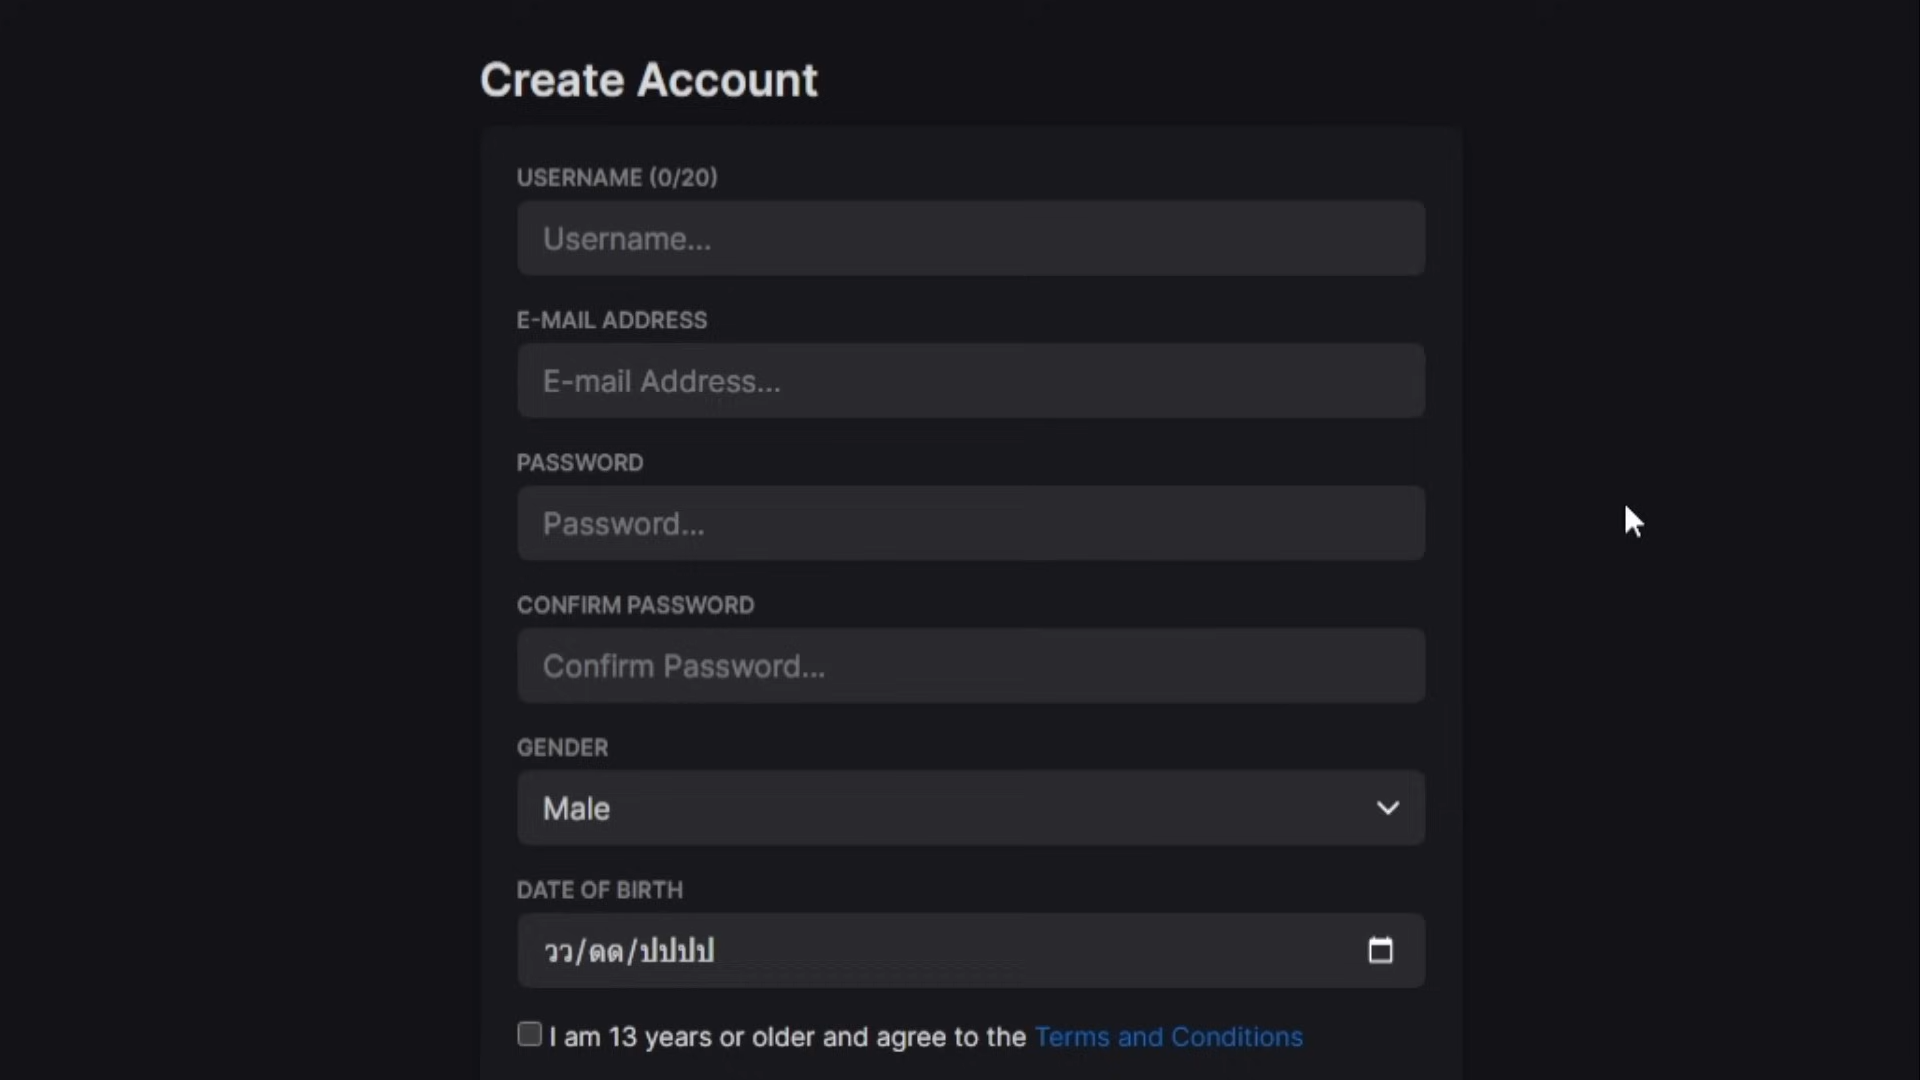 Create Account
USERNAME (0/20)
Username...
E-MAIL ADDRESS
E-mail Address...
PASSWORD
Password...
CONFIRM PASSWORD
Confirm Password...
GENDER
Male
DATE OF BIRTH
วว/ดด/ปปปป
I am 13 years or older and agree to the Terms and Conditions